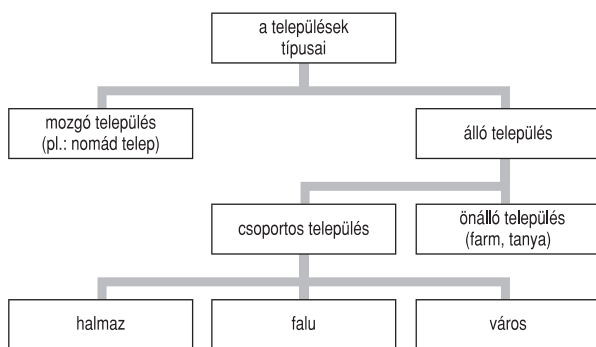 a települések
típusai
mozgó település
(pl.: nomád telep)
álló település
csoportos település
önálló település
(farm, tanya)
halmaz
falu
város